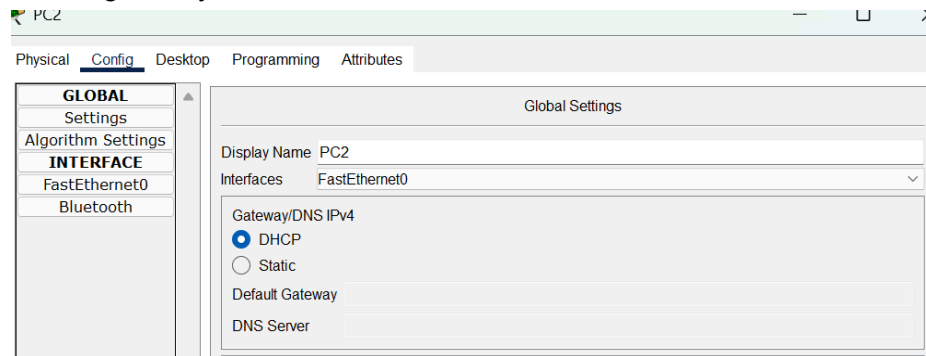 PC2
Physical Config Desktop Programming Attributes
GLOBAL
Settings
Algorithm Settings
INTERFACE
FastEthernet0
Bluetooth
Global Settings
Display Name PC2
Interfaces FastEthernet0
Gateway/DNS IPv4
DHCP
Static
Default Gateway
DNS Server